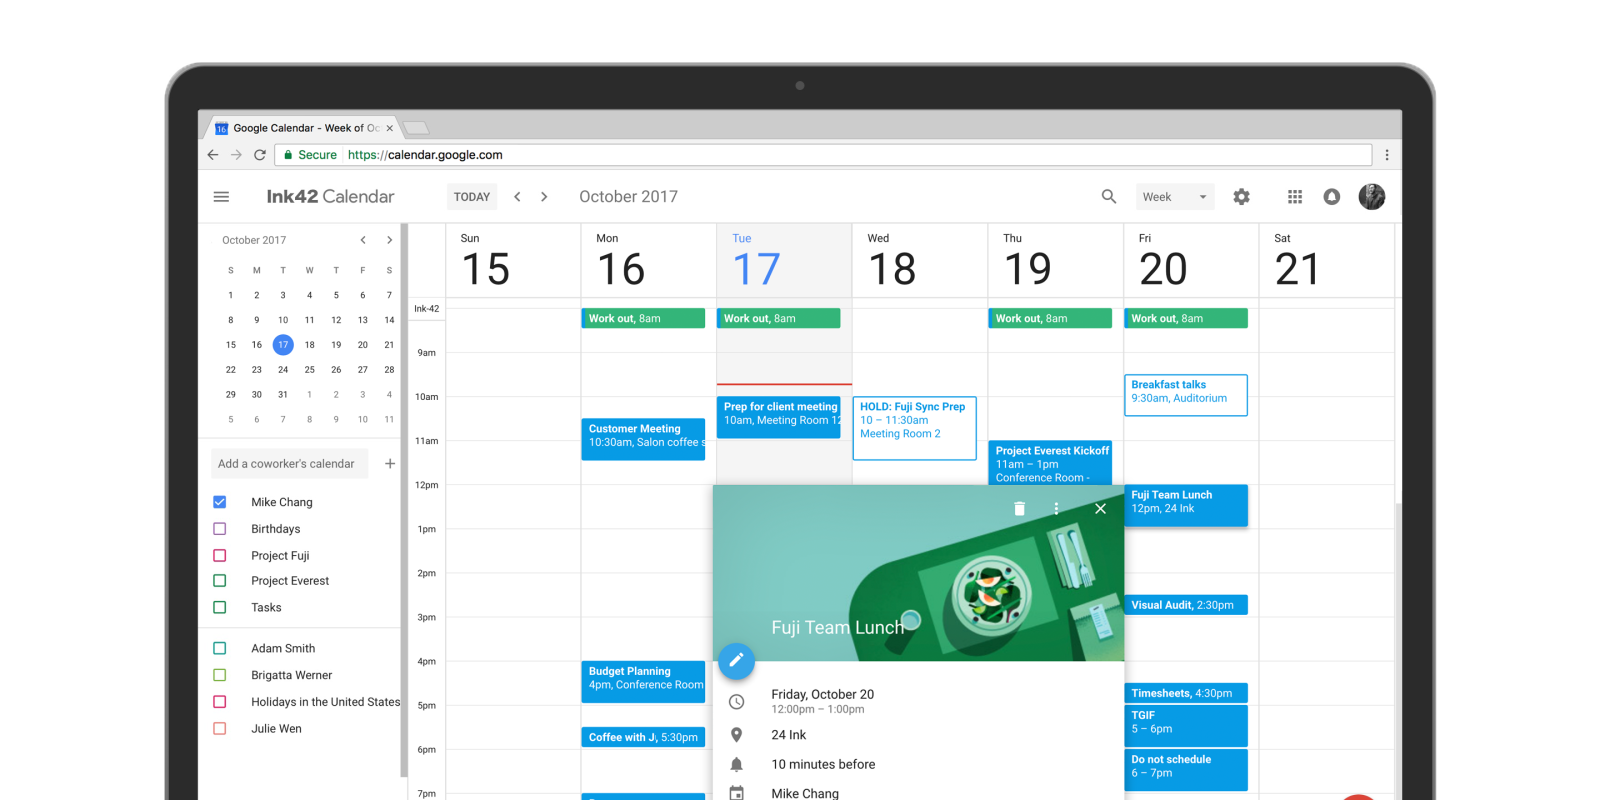 Google Calendar - Week of Oc
Secure https://calendar.google.com
Ink42 Calendar
TODAY
October 2017
Week
October 2017
S M T W T F S
1 2 3 4 5 6 7
8 9 10 11 12 13 14
15 16 17 18 19 20 21
22 23 24 25 26 27 28
29 30 31 1 2 3 4
5 6 7 8 9 10 11
Add a coworker's calendar
Mike Chang
Birthdays
Project Fuji
Project Everest
Tasks
Adam Smith
Brigatta Werner
Holidays in the United States
Julie Wen
Sun Mon Tue Wed Thu Fri Sat
15 16 17 18 19 20 21
Ink-42
9am
10am
11am
12pm
1pm
2pm
3pm
4pm
5pm
6pm
7pm
Work out, 8am
Customer Meeting
10:30am, Salon coffee s
Budget Planning
4pm, Conference Room
Coffee with J, 5:30pm
Work out, 8am
Prep for client meeting
10am, Meeting Room 12
HOLD: Fuji Sync Prep
10 – 11:30am
Meeting Room 2
Work out, 8am
Project Everest Kickoff
11am – 1pm
Conference Room -
Work out, 8am
Breakfast talks
9:30am, Auditorium
Fuji Team Lunch
12pm, 24 Ink
Visual Audit, 2:30pm
Timesheets, 4:30pm
TGIF
5 – 6pm
Do not schedule
6 – 7pm
Fuji Team Lunch
Friday, October 20
12:00pm – 1:00pm
24 Ink
10 minutes before
Mike Chang